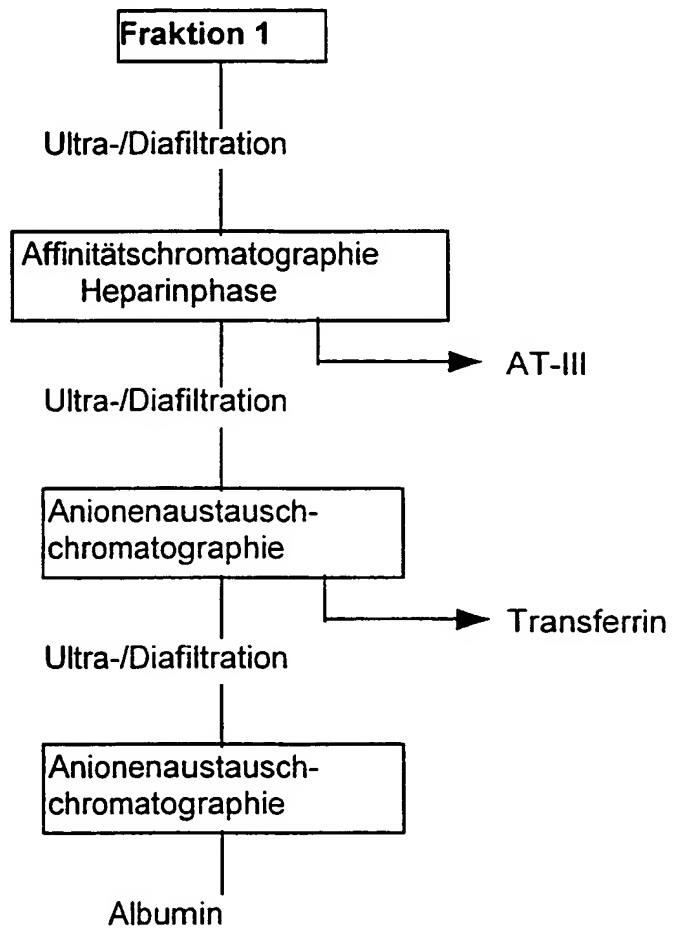 Fraktion 1
Ultra-/Diafiltration
Affinitätschromatographie
Heparinphase
AT-III
Ultra-/Diafiltration
Anionenaustausch-
chromatographie
Transferrin
Ultra-/Diafiltration
Anionenaustausch-
chromatographie
Albumin